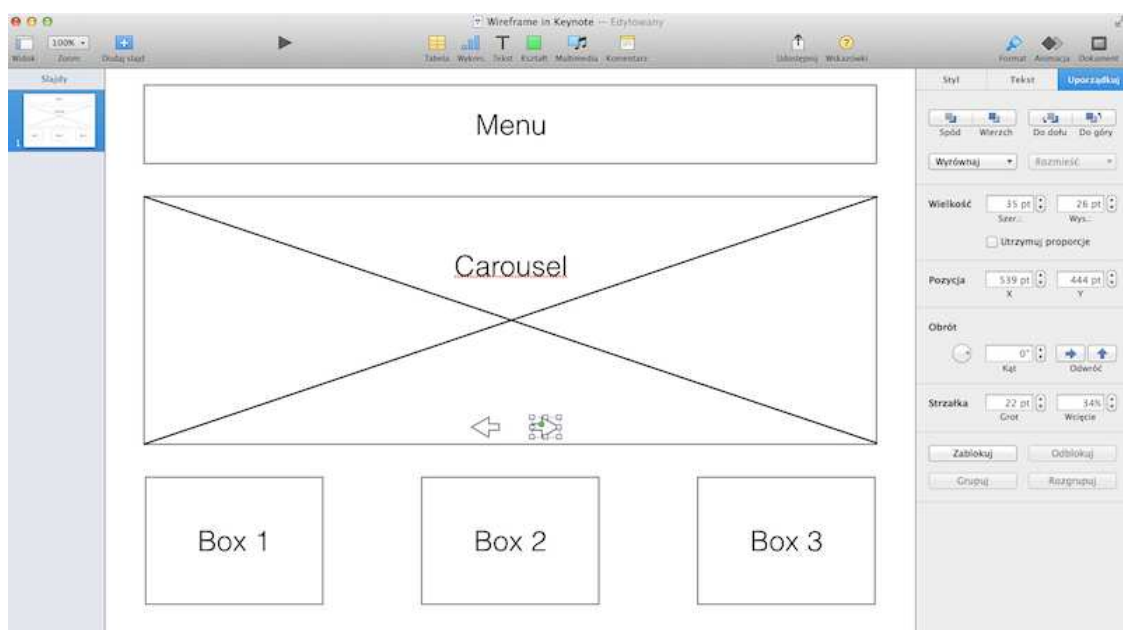 Wireframe in Keynote — Edytowany
100%
Widok Zoom Dodaj slajd Tabela Wykres Tekst Kształt Multimedia Komentarz Udostępnij Wskazówki Format Animacja Dokument
Slajdy
1
Menu
Carousel
Box 1 Box 2 Box 3
Styl Tekst Uporządkuj
Spód Wierzch Do dołu Do góry
Wyrównaj Rozmieść
Wielkość 35 pt 26 pt
Szer... Wys...
Utrzymuj proporcje
Pozycja 539 pt 444 pt
X Y
Obrót
0°
Kąt Odwróć
Strzałka 22 pt 34%
Grot Wcięcie
Zablokuj Odblokuj
Grupuj Rozgrupuj